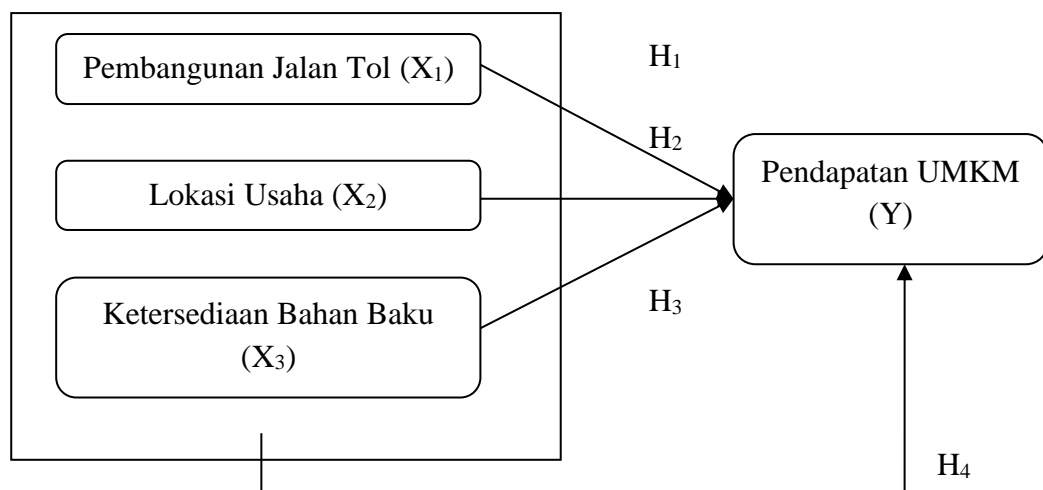 Pembangunan Jalan Tol (X₁)
H₁
H₂
Lokasi Usaha (X₂)
Pendapatan UMKM
(Y)
Ketersediaan Bahan Baku
(X₃)
H₃
H₄